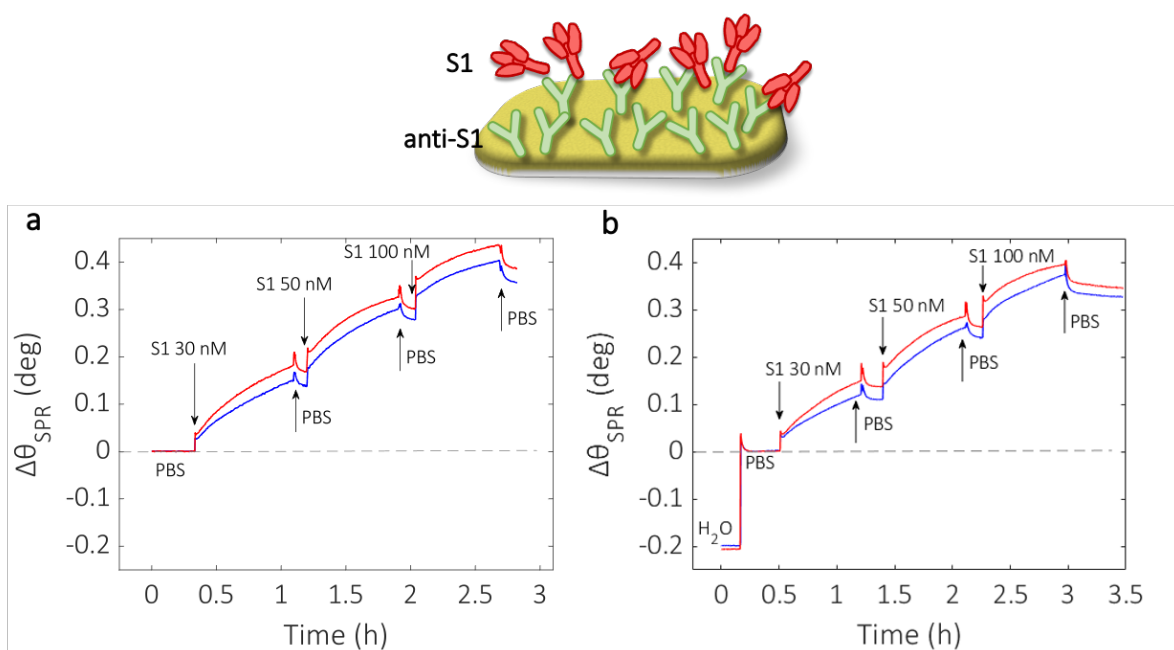 S1
anti-S1
a
ΔθSPR (deg)
0.4
0.3
0.2
0.1
0
-0.1
-0.2
S1 30 nM
S1 50 nM
S1 100 nM
PBS
PBS
PBS
PBS
0 0.5 1 1.5 2 2.5 3
Time (h)
b
ΔθSPR (deg)
0.4
0.3
0.2
0.1
0
-0.1
-0.2
H2O
PBS
S1 30 nM
S1 50 nM
S1 100 nM
PBS
PBS
PBS
0 0.5 1 1.5 2 2.5 3 3.5
Time (h)